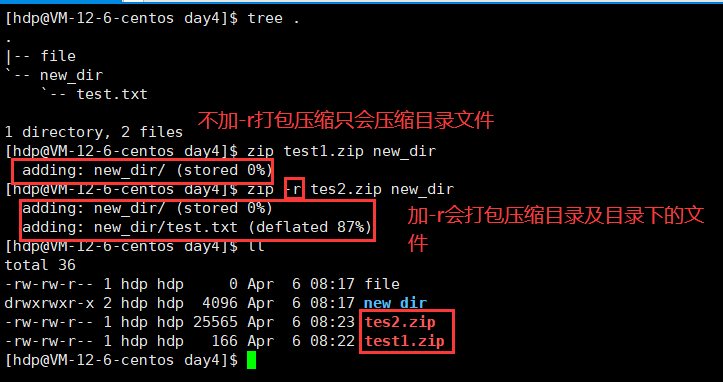 [hdp@VM-12-6-centos day4]$ tree .
.
|-- file
`-- new_dir
    `-- test.txt
1 directory, 2 files
不加-r打包压缩只会压缩目录文件
[hdp@VM-12-6-centos day4]$ zip test1.zip new_dir
  adding: new_dir/ (stored 0%)
[hdp@VM-12-6-centos day4]$ zip -r tes2.zip new_dir
  adding: new_dir/ (stored 0%)
  adding: new_dir/test.txt (deflated 87%)
加-r会打包压缩目录及目录下的文
件
[hdp@VM-12-6-centos day4]$ ll
total 36
-rw-rw-r-- 1 hdp hdp     0 Apr  6 08:17 file
drwxrwxr-x 2 hdp hdp  4096 Apr  6 08:17 new_dir
-rw-rw-r-- 1 hdp hdp 25565 Apr  6 08:23 tes2.zip
-rw-rw-r-- 1 hdp hdp   166 Apr  6 08:22 test1.zip
[hdp@VM-12-6-centos day4]$